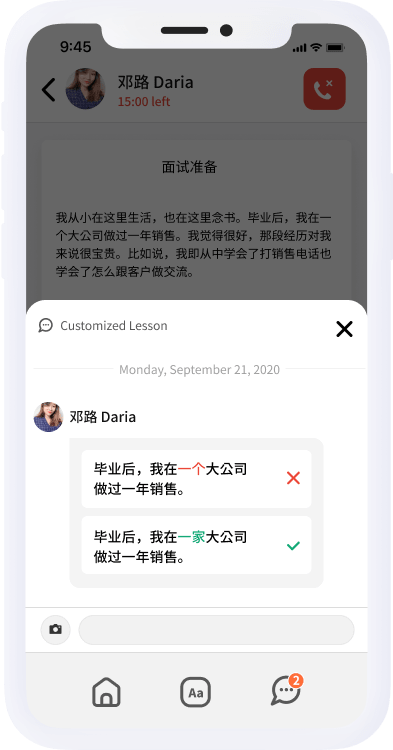 9:45
邓路 Daria
15:00 left
面试准备
我从小在这里生活，也在这里念书。毕业后，我在一
个大公司做过一年销售。我觉得很好，那段经历对我
来说很宝贵。比如说，我即从中学会了打销售电话也
学会了怎么跟客户做交流。
Customized Lesson
Monday, September 21, 2020
邓路 Daria
毕业后，我在一个大公司
做过一年销售。
毕业后，我在一家大公司
做过一年销售。
Aa
2